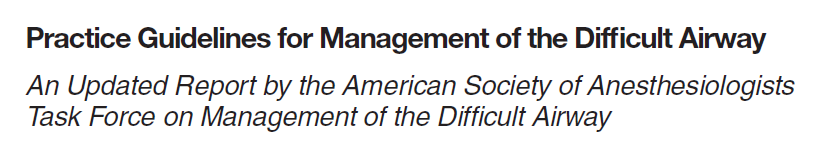 Practice Guidelines for Management of the Difficult Airway
An Updated Report by the American Society of Anesthesiologists
Task Force on Management of the Difficult Airway